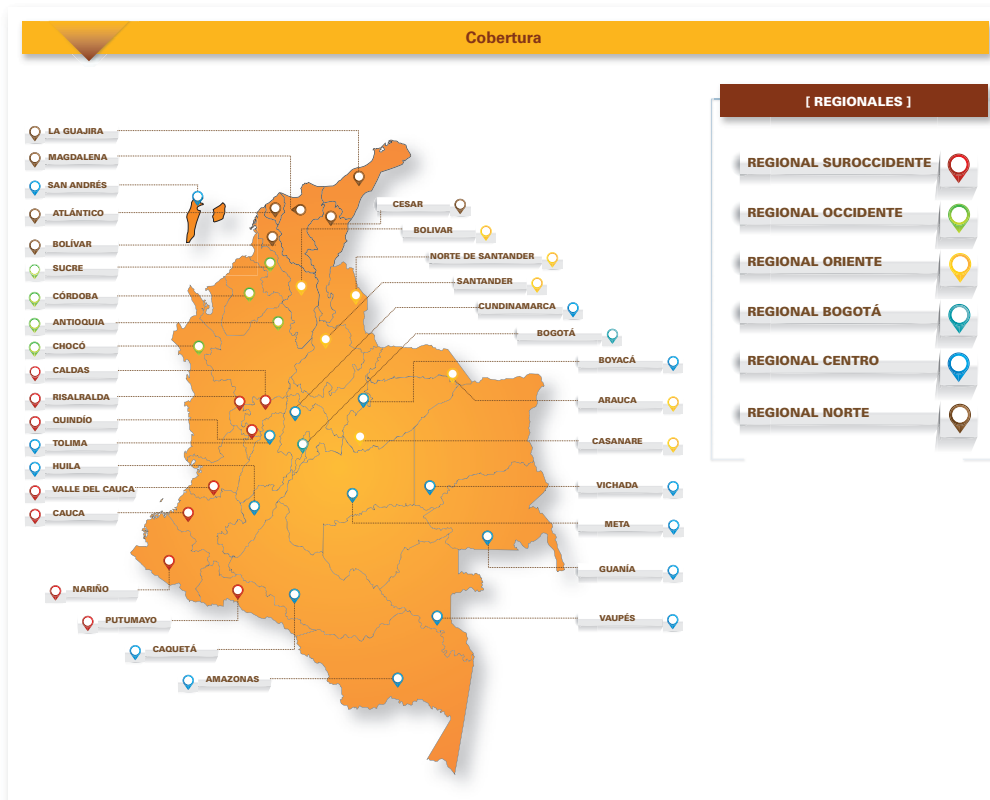 Cobertura
[ REGIONALES ]
REGIONAL SUROCCIDENTE
REGIONAL OCCIDENTE
REGIONAL ORIENTE
REGIONAL BOGOTÁ
REGIONAL CENTRO
REGIONAL NORTE
LA GUAJIRA
MAGDALENA
SAN ANDRÉS
ATLÁNTICO
BOLÍVAR
SUCRE
CÓRDOBA
ANTIOQUIA
CHOCÓ
CALDAS
RISALRALDA
QUINDÍO
TOLIMA
HUILA
VALLE DEL CAUCA
CAUCA
NARIÑO
PUTUMAYO
CAQUETÁ
AMAZONAS
CESAR
BOLIVAR
NORTE DE SANTANDER
SANTANDER
CUNDINAMARCA
BOGOTÁ
BOYACÁ
ARAUCA
CASANARE
VICHADA
META
GUANÍA
VAUPÉS